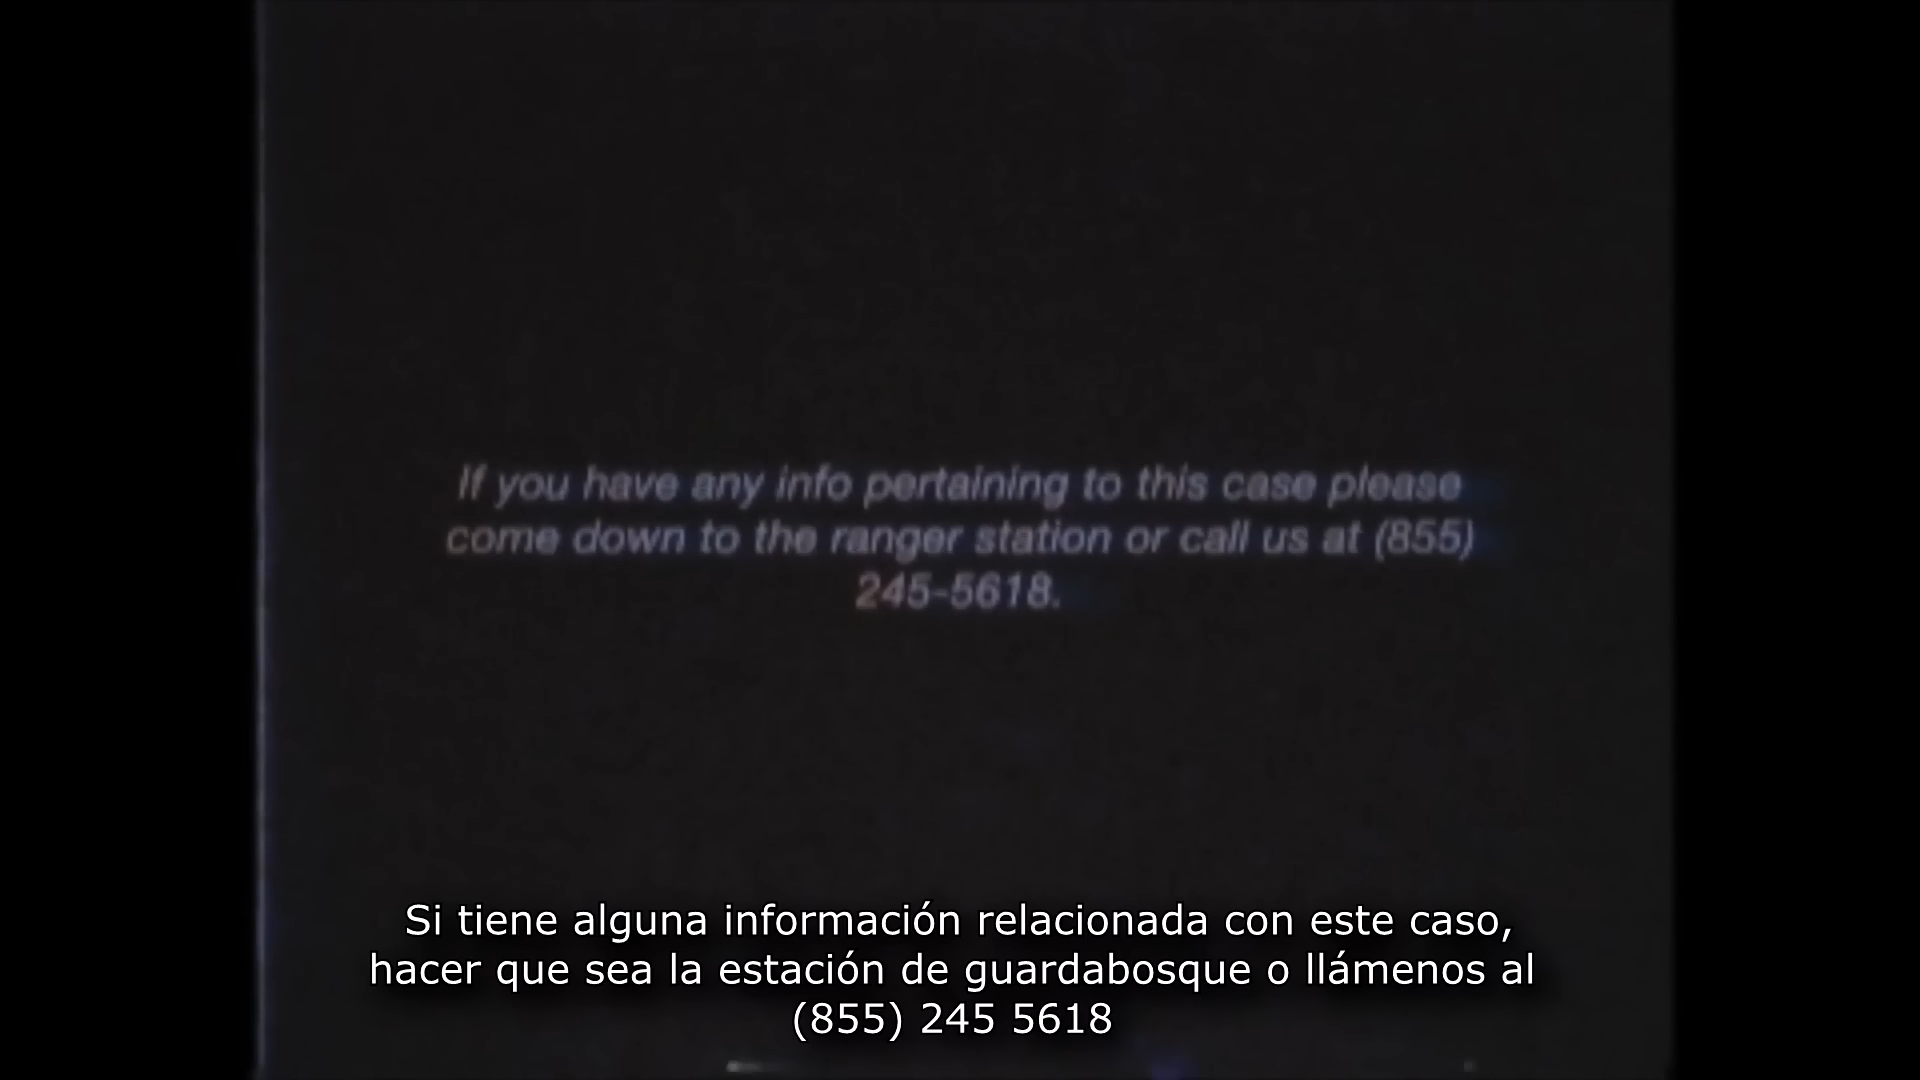 If you have any info pertaining to this case please
come down to the ranger station or call us at (855)
245-5618.
Si tiene alguna información relacionada con este caso,
hacer que sea la estación de guardabosque o llámenos al
(855) 245 5618